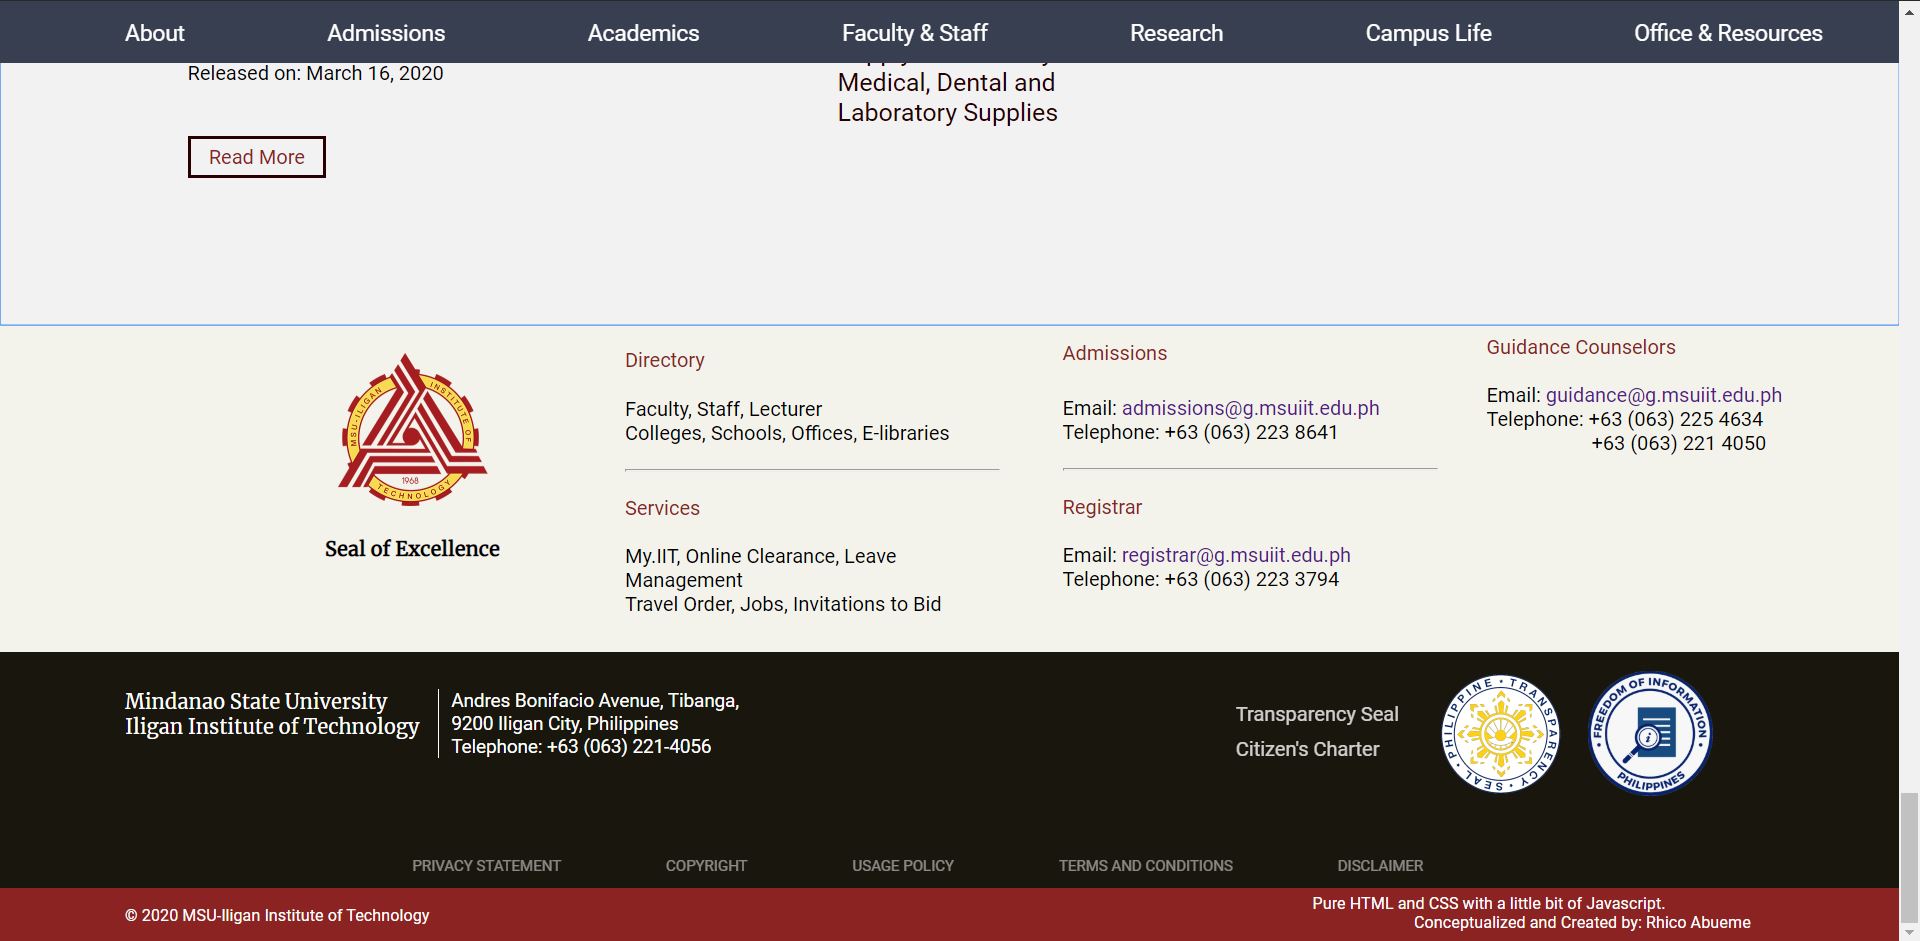 About
Admissions
Academics
Faculty & Staff
Research
Campus Life
Office & Resources
Released on: March 16, 2020
Medical, Dental and
Laboratory Supplies
Read More
MSU-ILIGAN INSTITUTE OF TECHNOLOGY
1968
Seal of Excellence
Directory
Faculty, Staff, Lecturer
Colleges, Schools, Offices, E-libraries
Services
My.IIT, Online Clearance, Leave
Management
Travel Order, Jobs, Invitations to Bid
Admissions
Email: admissions@g.msuiit.edu.ph
Telephone: +63 (063) 223 8641
Registrar
Email: registrar@g.msuiit.edu.ph
Telephone: +63 (063) 223 3794
Guidance Counselors
Email: guidance@g.msuiit.edu.ph
Telephone: +63 (063) 225 4634
+63 (063) 221 4050
Mindanao State University
Iligan Institute of Technology
Andres Bonifacio Avenue, Tibanga,
9200 Iligan City, Philippines
Telephone: +63 (063) 221-4056
Transparency Seal
Citizen's Charter
PHILIPPINE • TRANSPARENCY SEAL •
• FREEDOM OF INFORMATION •
PHILIPPINES
i
PRIVACY STATEMENT
COPYRIGHT
USAGE POLICY
TERMS AND CONDITIONS
DISCLAIMER
© 2020 MSU-Iligan Institute of Technology
Pure HTML and CSS with a little bit of Javascript.
Conceptualized and Created by: Rhico Abueme